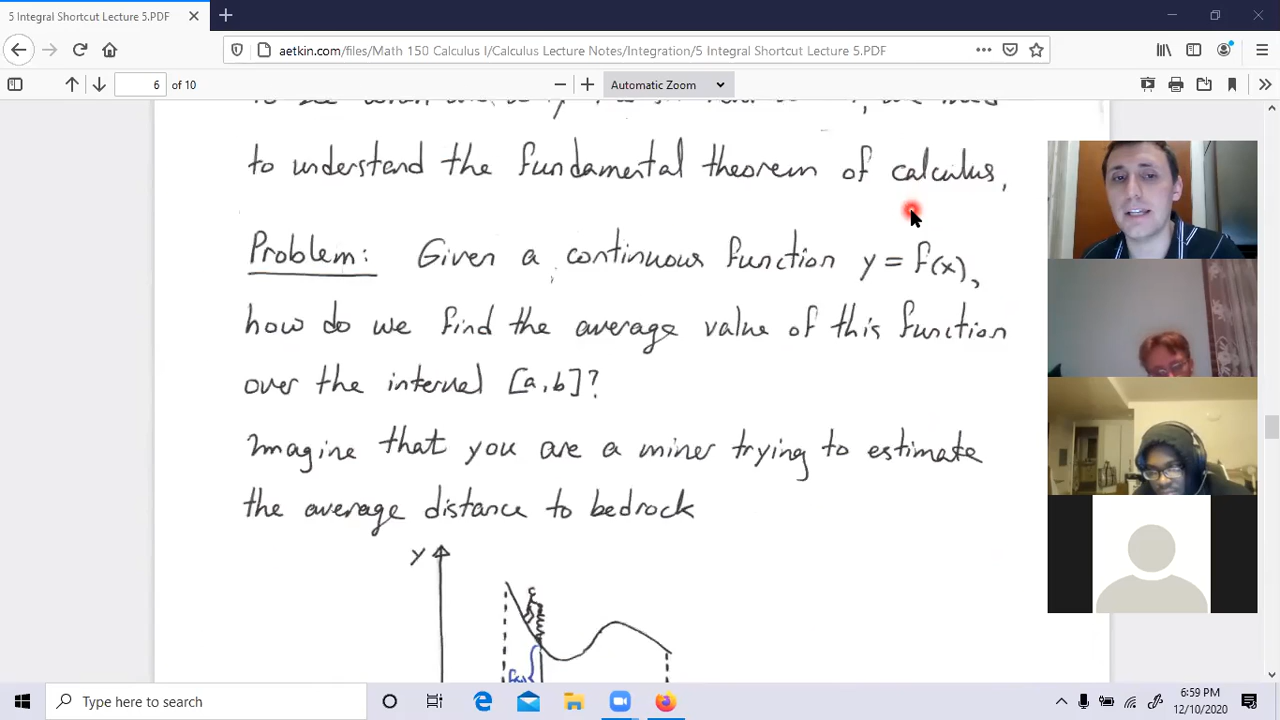 5 Integral Shortcut Lecture 5.PDF
aetkin.com/files/Math 150 Calculus I/Calculus Lecture Notes/Integration/5 Integral Shortcut Lecture 5.PDF
6 of 10
Automatic Zoom
to understand the fundamental theorem of calculus,
Problem: Given a continuous function y = f(x),
how do we find the average value of this function
over the interval [a,b]?
Imagine that you are a miner trying to estimate
the average distance to bedrock
y
Type here to search
6:59 PM
12/10/2020